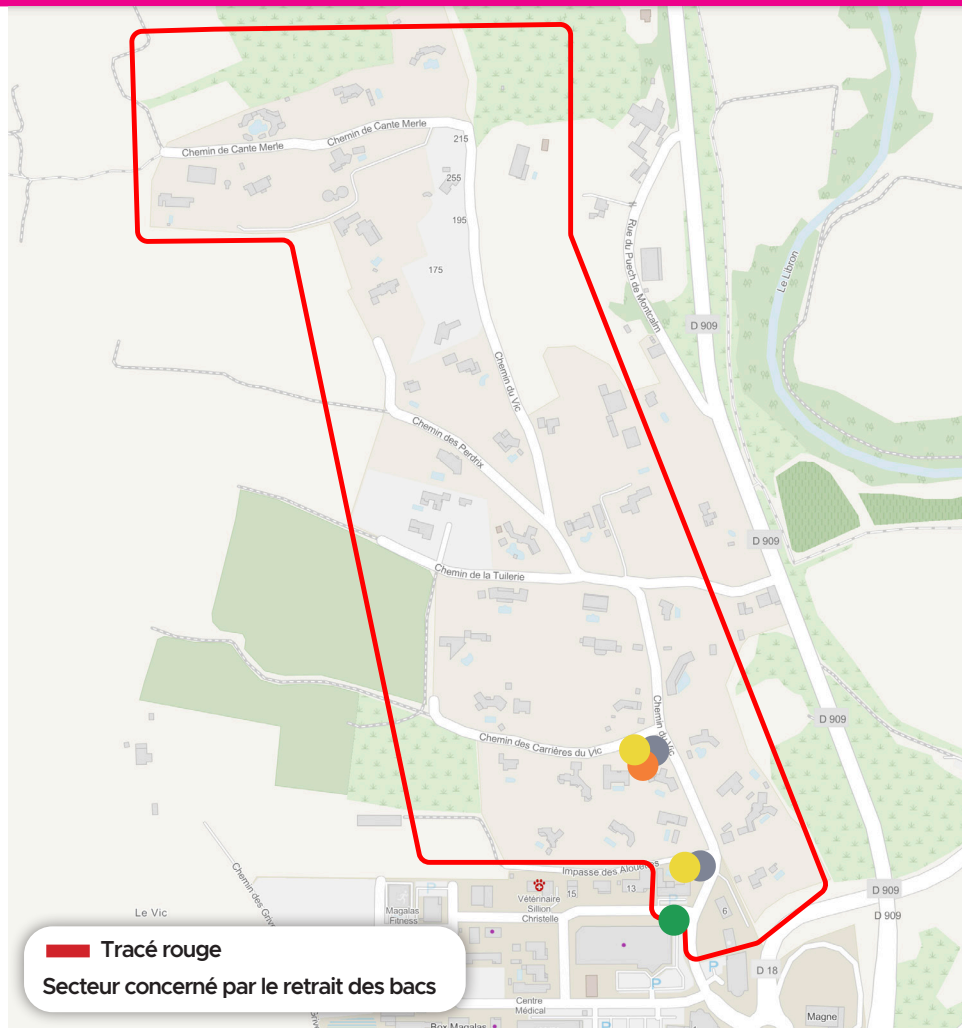 Chemin de Cante Merle
Chemin de Cante Merle
215
255
195
175
Rue du Puech de Montcalm
Le Libron
D 909
Chemin du Vic
Chemin des Perdrix
D 909
Chemin de la Tuilerie
Chemin du Vic
D 909
Chemin des Carrières du Vic
Impasse des Alouettes
P
15
13
Vétérinaire
Sillion
Christelle
Magalas
Fitness
6
D 909
D 909
Le Vic
P
P
D 18
Centre
Médical
Box Magalas
Magne
Tracé rouge
Secteur concerné par le retrait des bacs